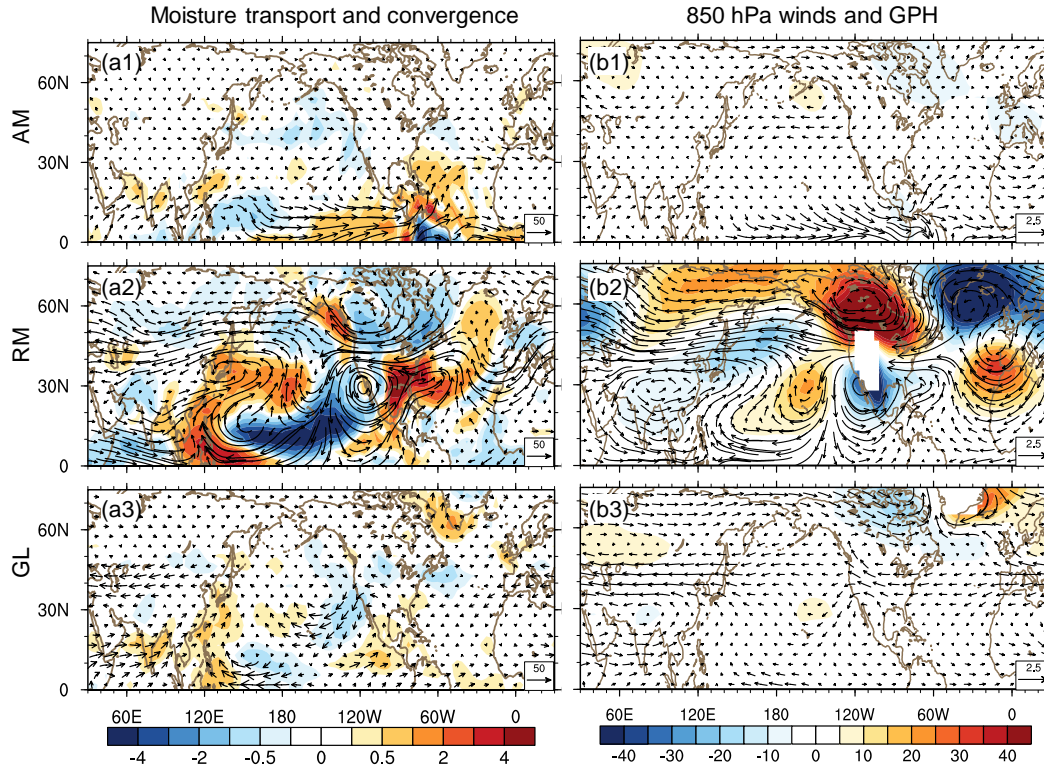 Moisture transport and convergence
850 hPa winds and GPH
AM
60N
30N
0
(a1)
50
(b1)
2.5
RM
60N
30N
0
(a2)
50
(b2)
2.5
GL
60N
30N
0
(a3)
50
(b3)
2.5
60E 120E 180 120W 60W 0
60E 120E 180 120W 60W 0
-4 -2 -0.5 0 0.5 2 4
-40 -30 -20 -10 0 10 20 30 40